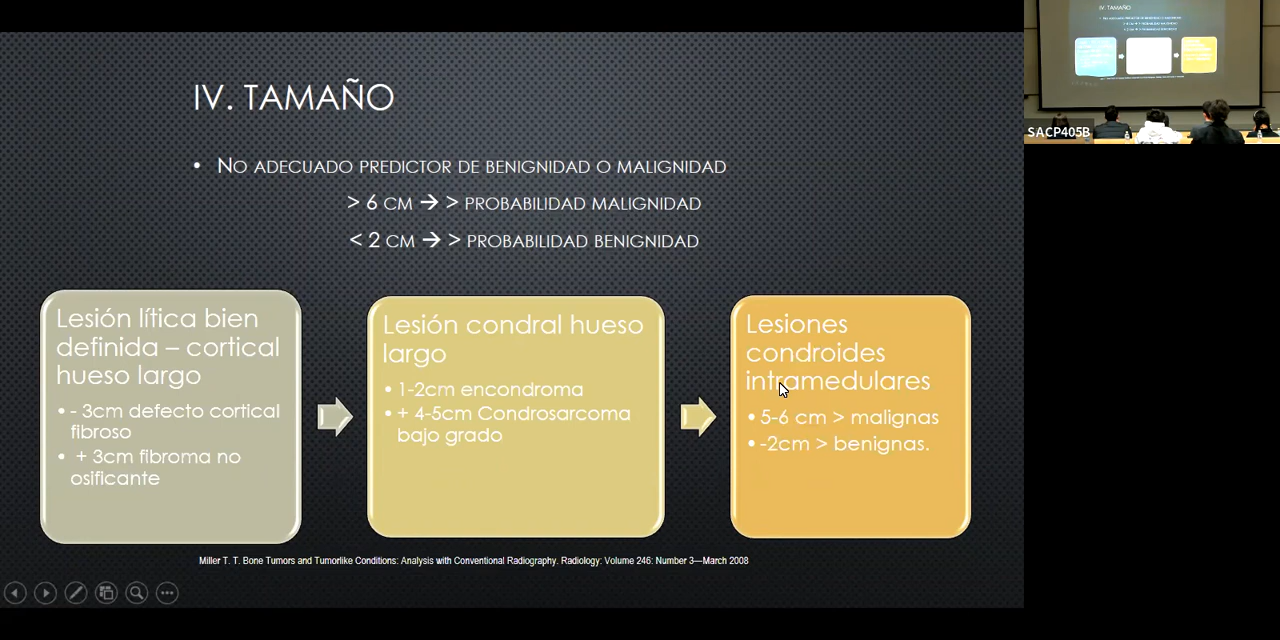 IV. TAMAÑO
• NO ADECUADO PREDICTOR DE BENIGNIDAD O MALIGNIDAD
> 6 CM → > PROBABILIDAD MALIGNIDAD
< 2 CM → > PROBABILIDAD BENIGNIDAD
Lesión lítica bien
definida – cortical
hueso largo
• - 3cm defecto cortical
fibroso
• + 3cm fibroma no
osificante
Lesión condral hueso
largo
• 1-2cm encondroma
• + 4-5cm Condrosarcoma
bajo grado
Lesiones
condroides
intramedulares
• 5-6 cm > malignas
• -2cm > benignas.
Miller T. T. Bone Tumors and Tumorlike Conditions: Analysis with Conventional Radiography. Radiology: Volume 246: Number 3—March 2008
IV. TAMAÑO
SACP405B